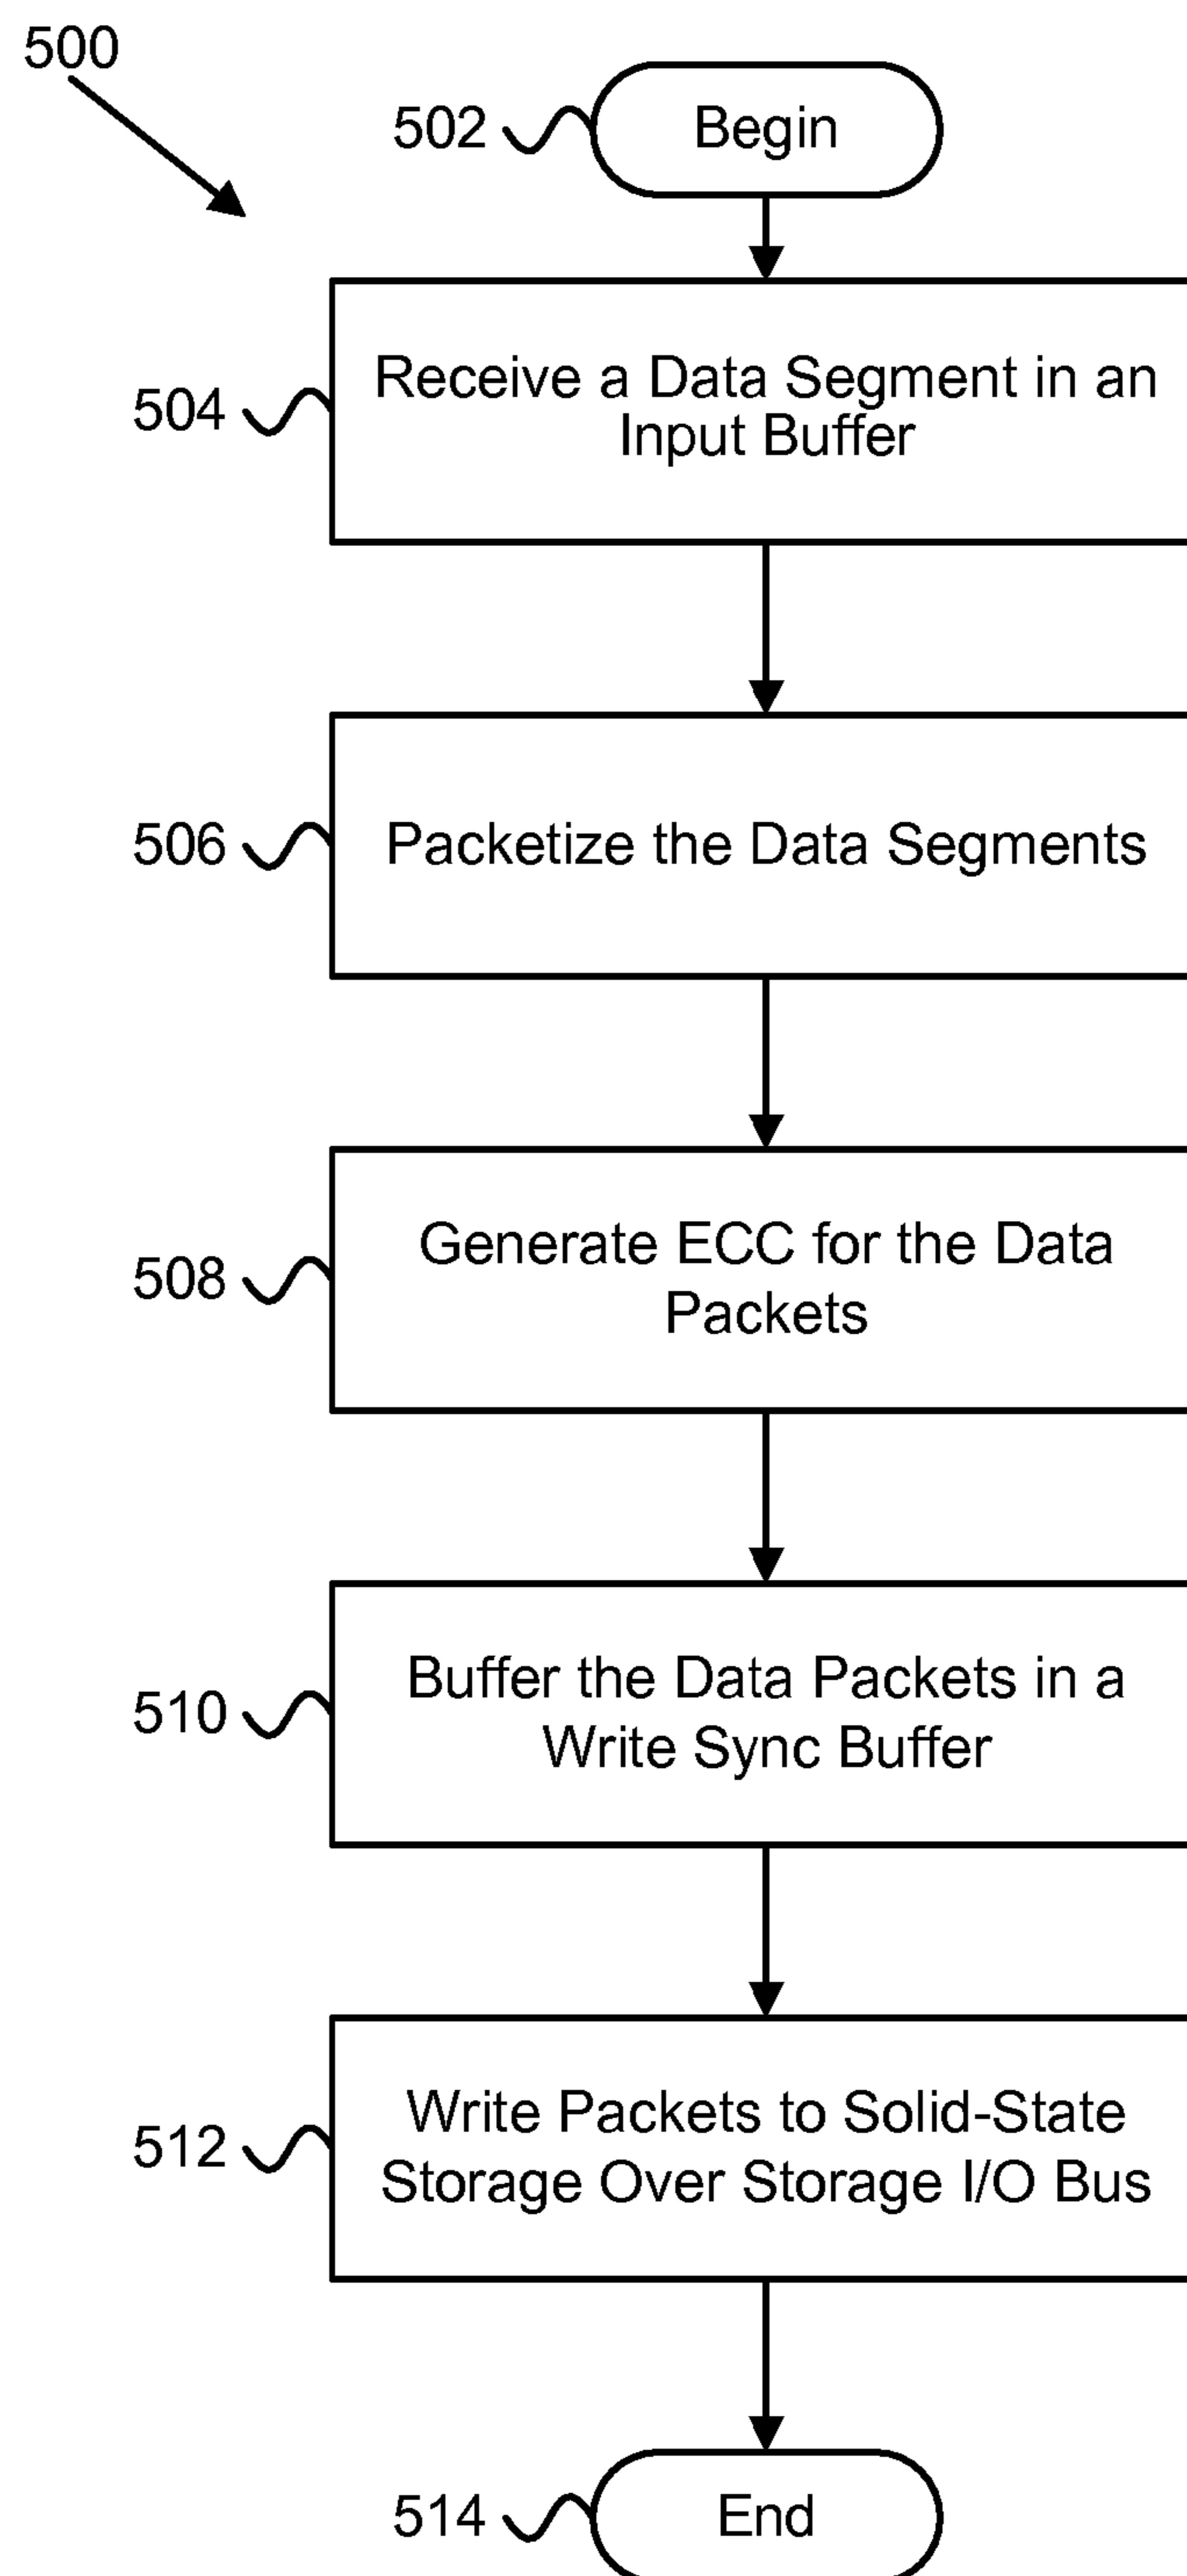 500
502
Begin
504
Receive a Data Segment in an
Input Buffer
506
Packetize the Data Segments
508
Generate ECC for the Data
Packets
510
Buffer the Data Packets in a
Write Sync Buffer
512
Write Packets to Solid-State
Storage Over Storage I/O Bus
514
End